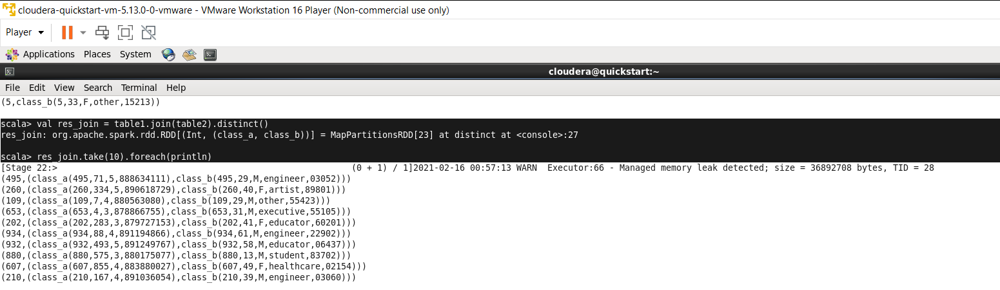 cloudera-quickstart-vm-5.13.0-0-vmware - VMware Workstation 16 Player (Non-commercial use only)
Player
Applications Places System
cloudera@quickstart:~
File Edit View Search Terminal Help
(5,class_b(5,33,F,other,15213))
scala> val res_join = table1.join(table2).distinct()
res_join: org.apache.spark.rdd.RDD[(Int, (class_a, class_b))] = MapPartitionsRDD[23] at distinct at <console>:27
scala> res_join.take(10).foreach(println)
[Stage 22:> (0 + 1) / 1]2021-02-16 00:57:13 WARN  Executor:66 - Managed memory leak detected; size = 36892708 bytes, TID = 28
(495,(class_a(495,71,5,888634111),class_b(495,29,M,engineer,03052)))
(260,(class_a(260,334,5,890618729),class_b(260,40,F,artist,89801)))
(109,(class_a(109,7,4,880563080),class_b(109,29,M,other,55423)))
(653,(class_a(653,4,3,878866755),class_b(653,31,M,executive,55105)))
(202,(class_a(202,283,3,879727153),class_b(202,41,F,educator,60201)))
(934,(class_a(934,88,4,891194866),class_b(934,61,M,engineer,22902)))
(932,(class_a(932,493,5,891249767),class_b(932,58,M,educator,06437)))
(880,(class_a(880,575,3,880175077),class_b(880,13,M,student,83702)))
(607,(class_a(607,855,4,883880027),class_b(607,49,F,healthcare,02154)))
(210,(class_a(210,167,4,891036054),class_b(210,39,M,engineer,03060)))